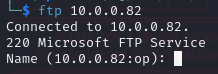 └─$ ftp 10.0.0.82
Connected to 10.0.0.82.
220 Microsoft FTP Service
Name (10.0.0.82:op):